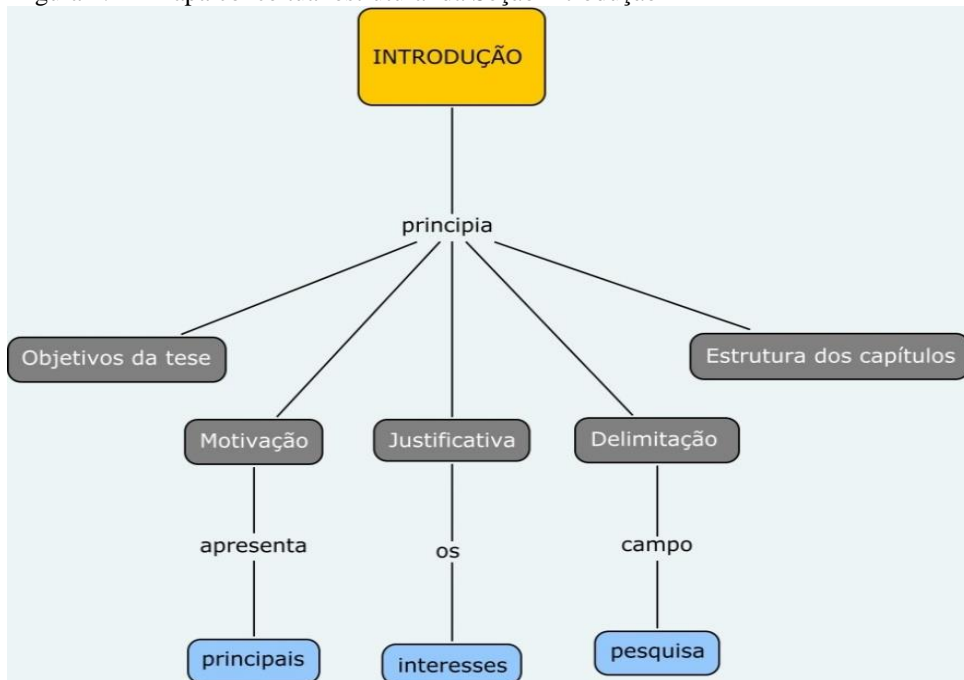 INTRODUÇÃO
principia
Objetivos da tese
Estrutura dos capítulos
Motivação
Justificativa
Delimitação
apresenta
os
campo
principais
interesses
pesquisa